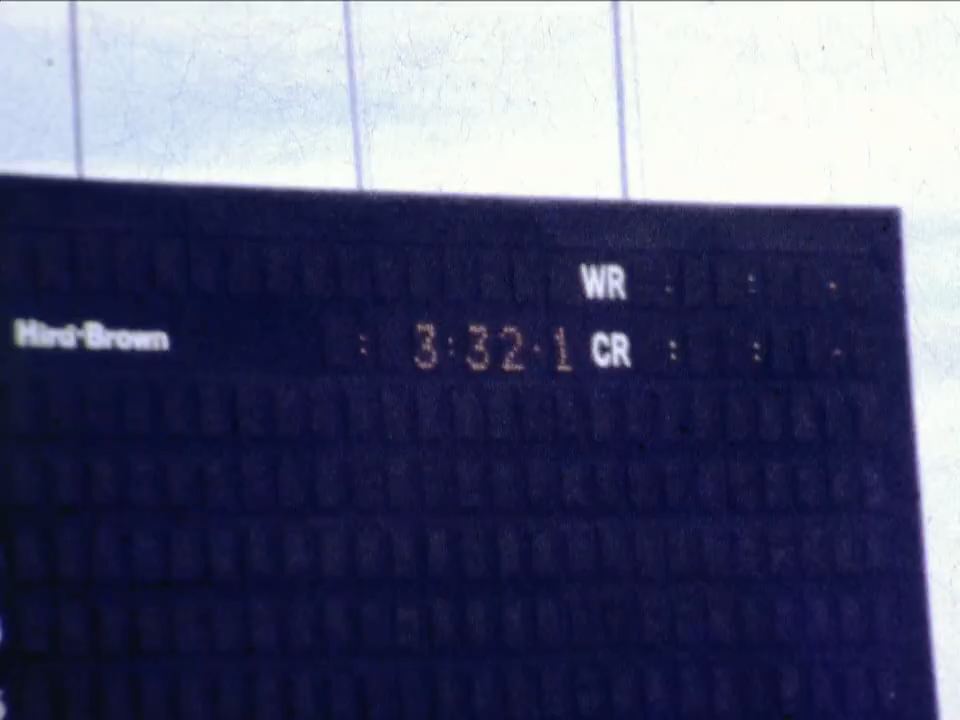 WR : : .
Hird-Brown : 3:32.1 CR : : .